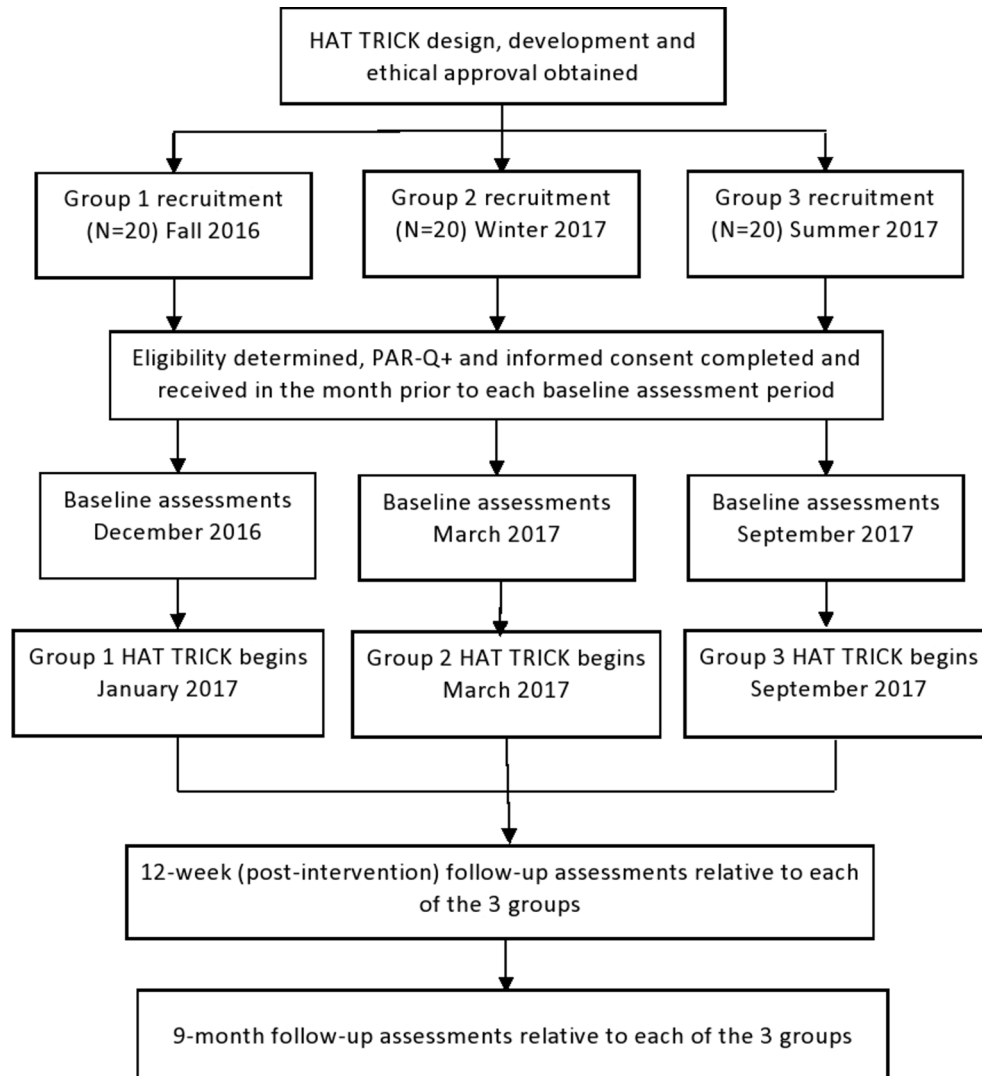 HAT TRICK design, development and
ethical approval obtained
Group 1 recruitment
(N=20) Fall 2016
Group 2 recruitment
(N=20) Winter 2017
Group 3 recruitment
(N=20) Summer 2017
Eligibility determined, PAR-Q+ and informed consent completed and
received in the month prior to each baseline assessment period
Baseline assessments
December 2016
Baseline assessments
March 2017
Baseline assessments
September 2017
Group 1 HAT TRICK begins
January 2017
Group 2 HAT TRICK begins
March 2017
Group 3 HAT TRICK begins
September 2017
12-week (post-intervention) follow-up assessments relative to each
of the 3 groups
9-month follow-up assessments relative to each of the 3 groups